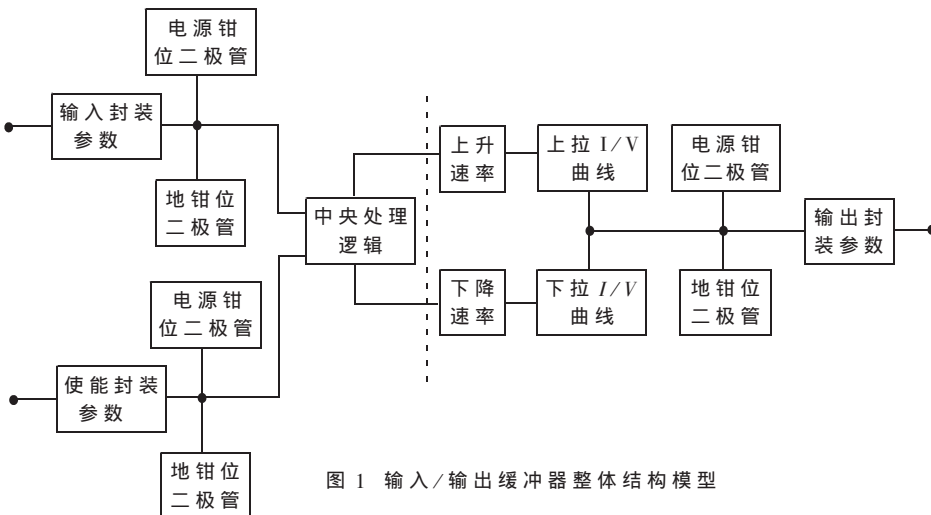 电源钳
位二极管
输入封装
参数
地钳位
二极管
中央处理
逻辑
电源钳
位二极管
使能封装
参数
地钳位
二极管
上升
速率
上拉 I/V
曲线
下降
速率
下拉 I/V
曲线
电源钳
位二极管
地钳位
二极管
输出封
装参数
图 1 输入/输出缓冲器整体结构模型